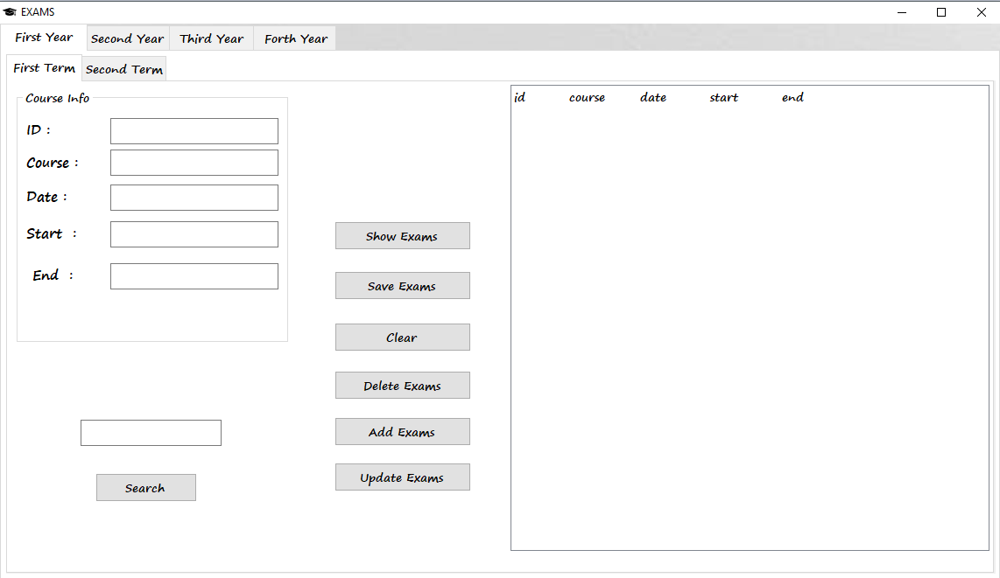 EXAMS
First Year Second Year Third Year Forth Year
First Term Second Term
Course Info
ID :
Course :
Date :
Start :
End :
Search
Show Exams
Save Exams
Clear
Delete Exams
Add Exams
Update Exams
id course date start end